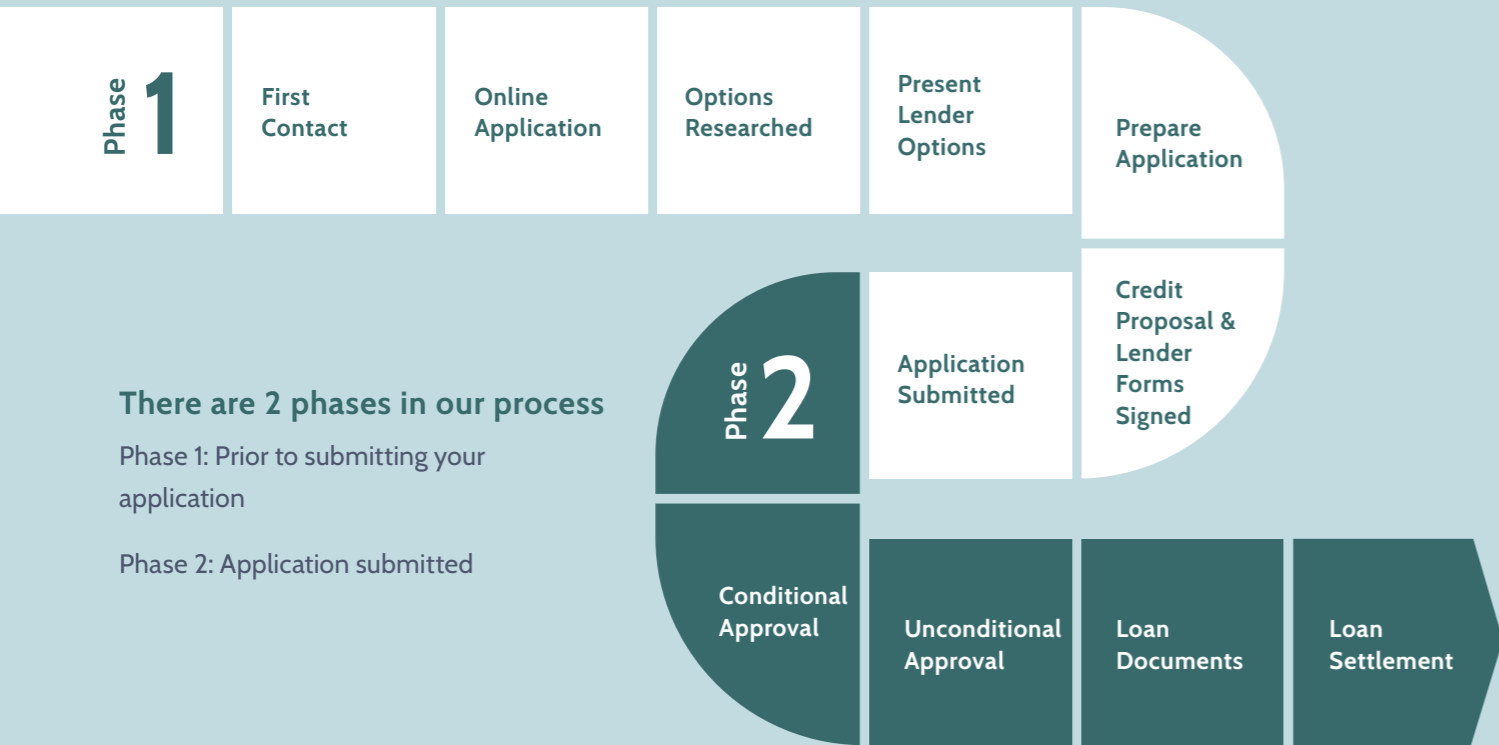 Phase 1
First
Contact
Online
Application
Options
Researched
Present
Lender
Options
Prepare
Application
Credit
Proposal &
Lender
Forms
Signed
Application
Submitted
Phase 2
Conditional
Approval
Unconditional
Approval
Loan
Documents
Loan
Settlement
There are 2 phases in our process
Phase 1: Prior to submitting your
application
Phase 2: Application submitted